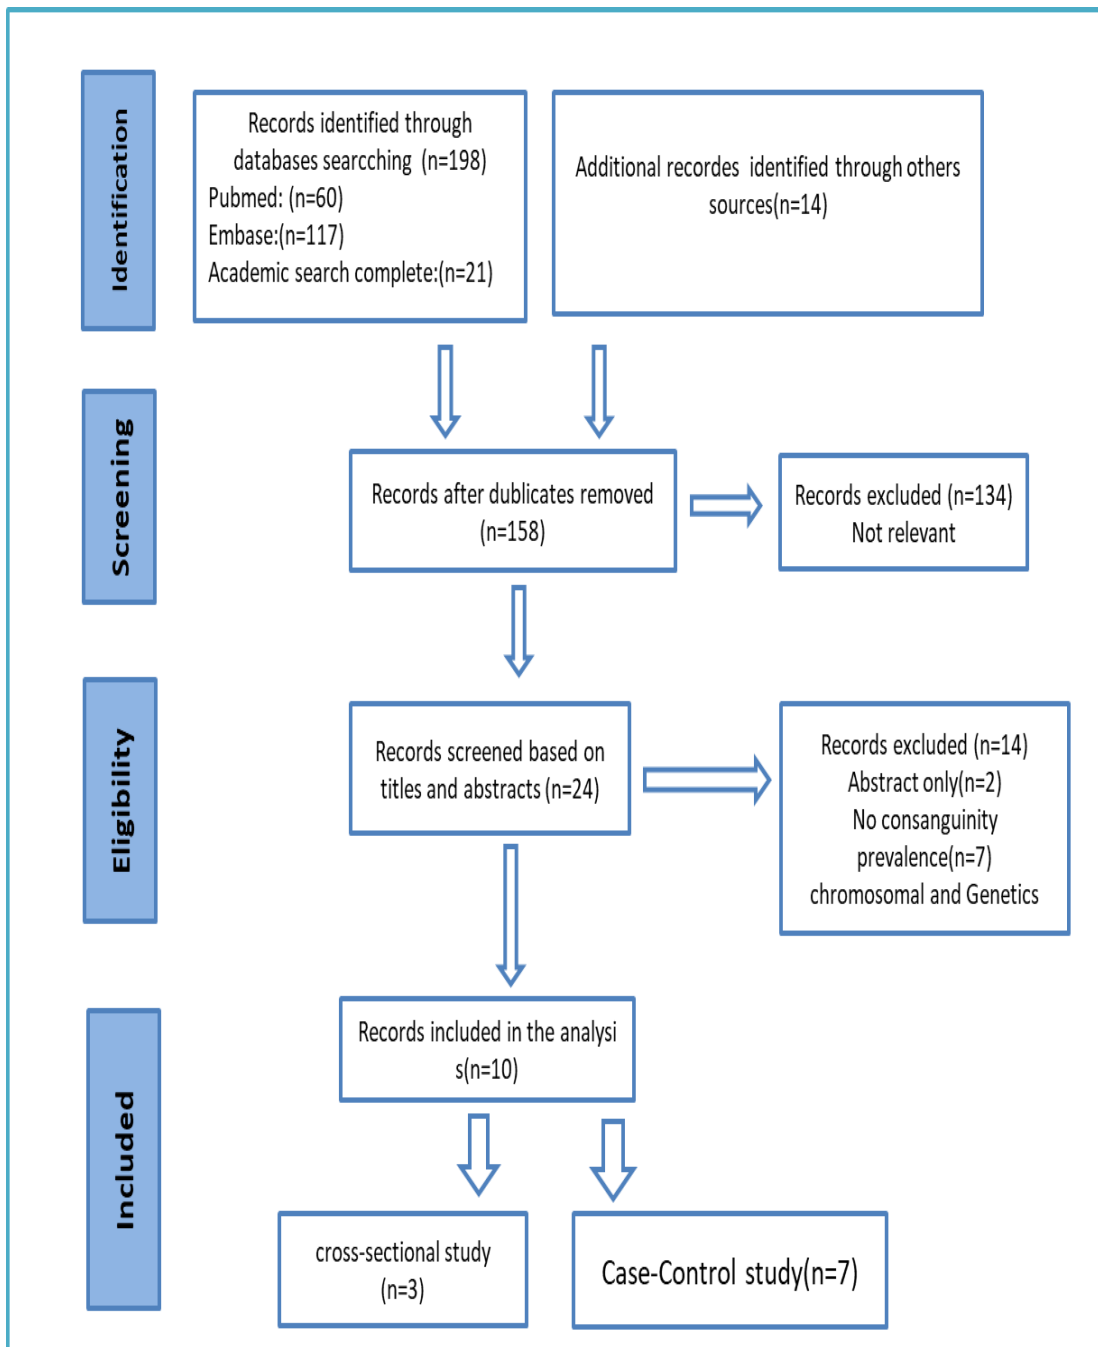 Identification
Records identified through
databases searcching (n=198)
Pubmed: (n=60)
Embase:(n=117)
Academic search complete:(n=21)
Additional recordes identified through others
sources(n=14)
Screening
Records after dublicates removed
(n=158)
Records excluded (n=134)
Not relevant
Eligibility
Records screened based on
titles and abstracts (n=24)
Records excluded (n=14)
Abstract only(n=2)
No consanguinity
prevalence(n=7)
chromosomal and Genetics
Included
Records included in the analysi
s(n=10)
cross-sectional study
(n=3)
Case-Control study(n=7)